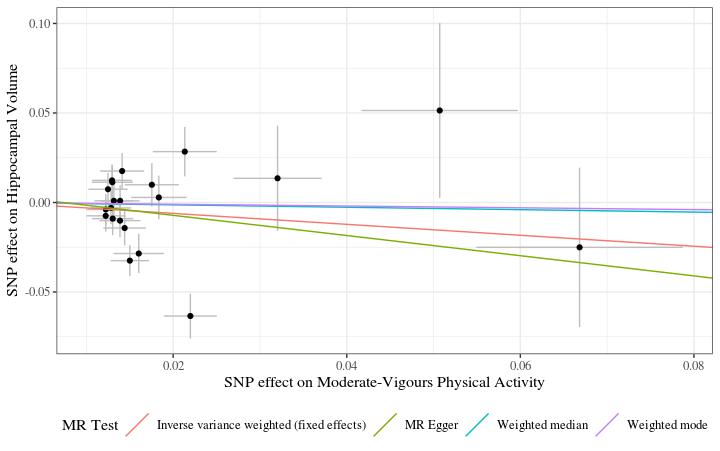 SNP effect on Hippocampal Volume
0.10
0.05
0.00
-0.05
0.02
0.04
0.06
0.08
SNP effect on Moderate-Vigours Physical Activity
MR Test
Inverse variance weighted (fixed effects)
MR Egger
Weighted median
Weighted mode